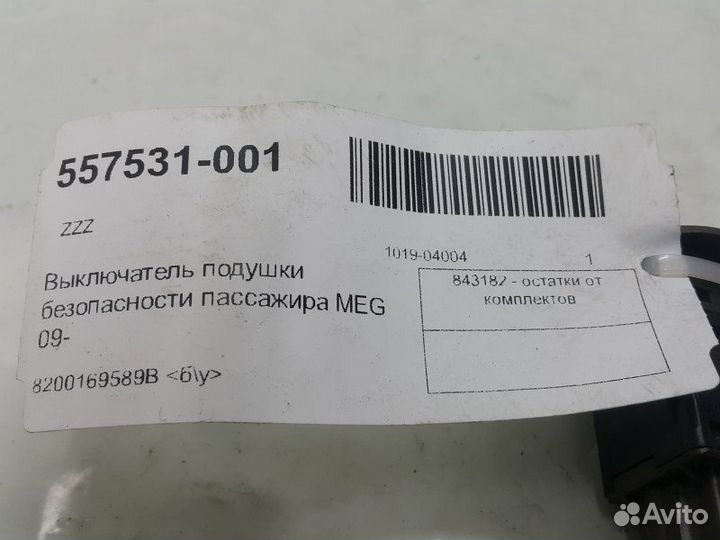 557531-001
ZZZ
Выключатель подушки
безопасности пассажира MEG
09-
8200169589B <б\у>
1019-04004 1
843182 - остатки от
комплектов
Avito